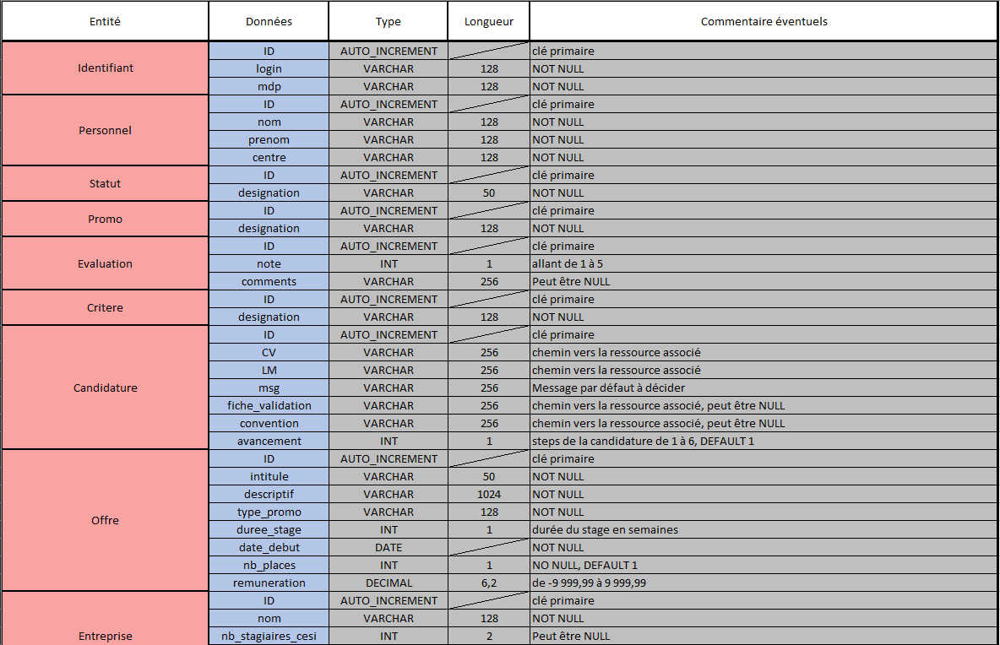 Entité Données Type Longueur Commentaire éventuels
Identifiant
ID AUTO_INCREMENT clé primaire
login VARCHAR 128 NOT NULL
mdp VARCHAR 128 NOT NULL
Personnel
ID AUTO_INCREMENT clé primaire
nom VARCHAR 128 NOT NULL
prenom VARCHAR 128 NOT NULL
centre VARCHAR 128 NOT NULL
Statut
ID AUTO_INCREMENT clé primaire
designation VARCHAR 50 NOT NULL
Promo
ID AUTO_INCREMENT clé primaire
designation VARCHAR 128 NOT NULL
Evaluation
ID AUTO_INCREMENT clé primaire
note INT 1 allant de 1 à 5
comments VARCHAR 256 Peut être NULL
Critere
ID AUTO_INCREMENT clé primaire
designation VARCHAR 128 NOT NULL
Candidature
ID AUTO_INCREMENT clé primaire
CV VARCHAR 256 chemin vers la ressource associé
LM VARCHAR 256 chemin vers la ressource associé
msg VARCHAR 256 Message par défaut à décider
fiche_validation VARCHAR 256 chemin vers la ressource associé, peut être NULL
convention VARCHAR 256 chemin vers la ressource associé, peut être NULL
avancement INT 1 steps de la candidature de 1 à 6, DEFAULT 1
Offre
ID AUTO_INCREMENT clé primaire
intitule VARCHAR 50 NOT NULL
descriptif VARCHAR 1024 NOT NULL
type_promo VARCHAR 128 NOT NULL
duree_stage INT 1 durée du stage en semaines
date_debut DATE NOT NULL
nb_places INT 1 NO NULL, DEFAULT 1
remuneration DECIMAL 6,2 de -9 999,99 à 9 999,99
Entreprise
ID AUTO_INCREMENT clé primaire
nom VARCHAR 128 NOT NULL
nb_stagiaires_cesi INT 2 Peut être NULL